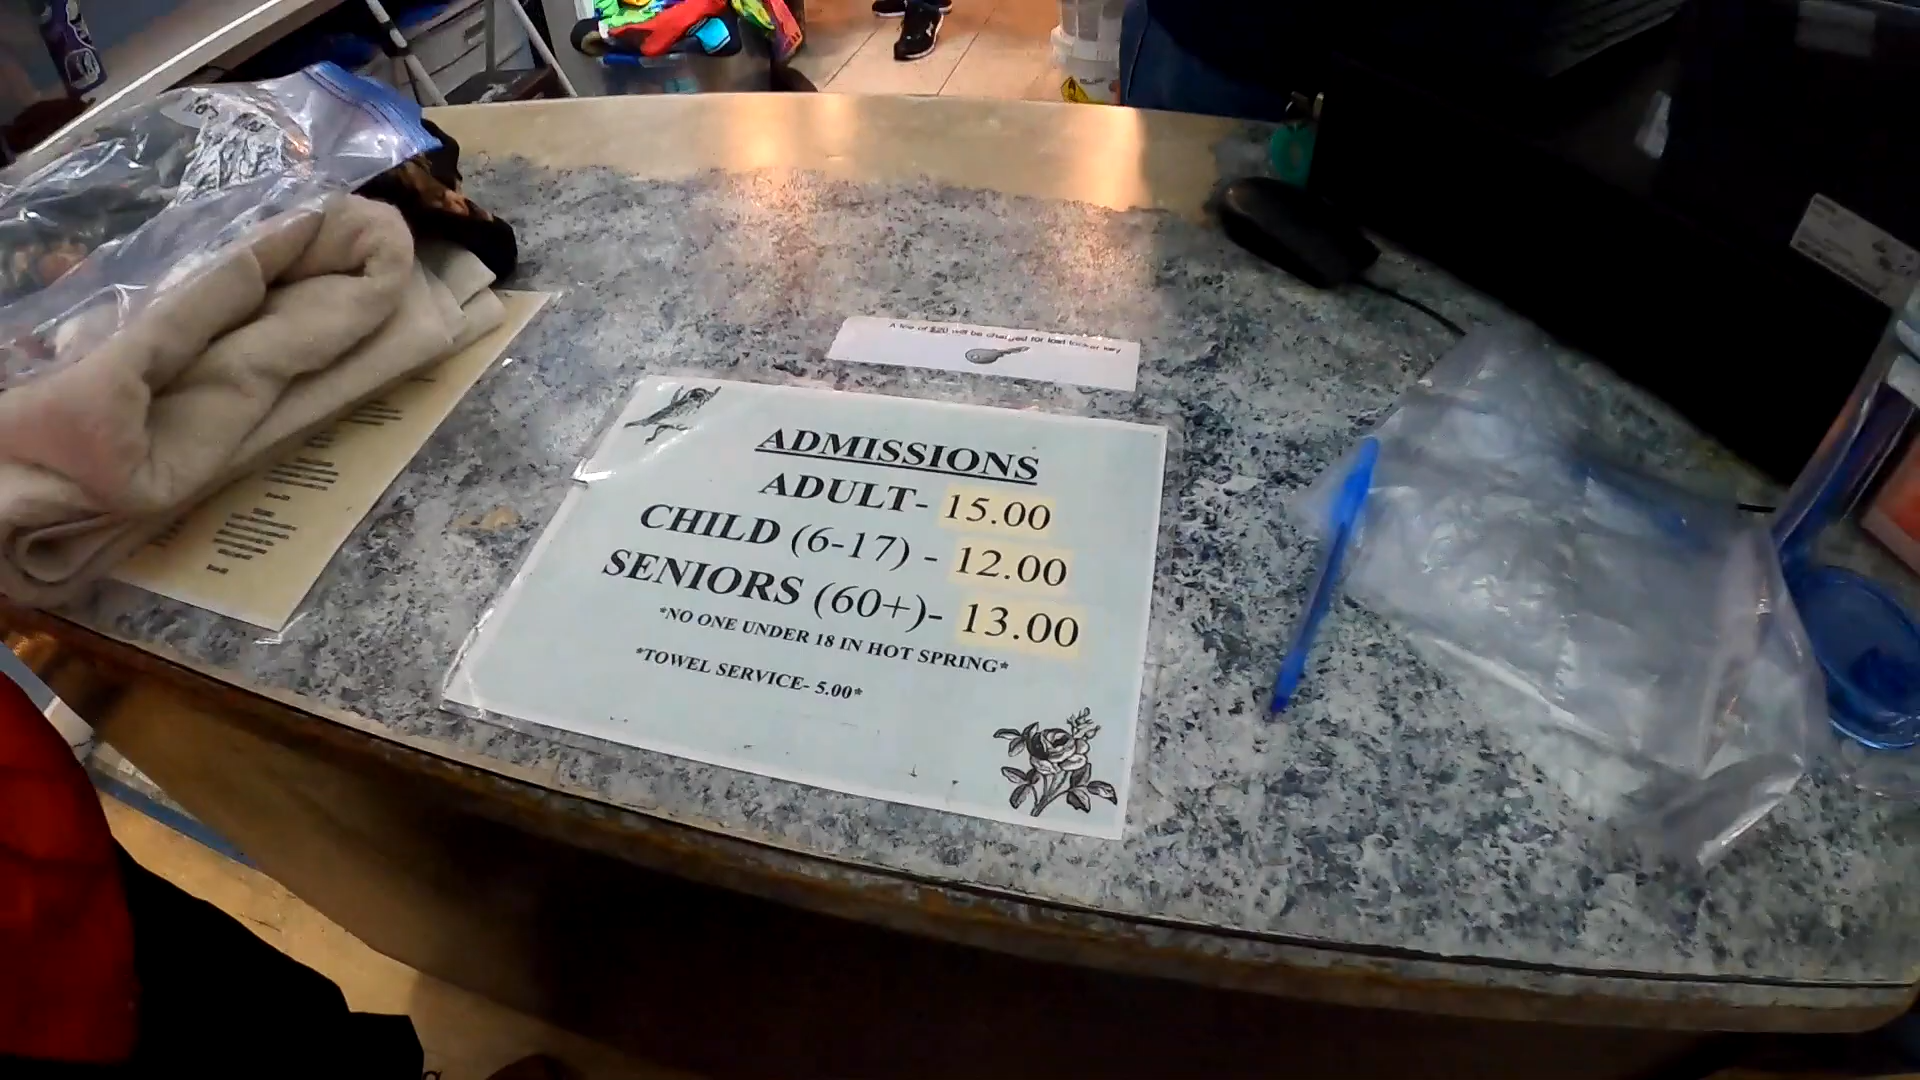 A fee of $20 will be charged for lost locker key
ADMISSIONS
ADULT- 15.00
CHILD (6-17) - 12.00
SENIORS (60+)- 13.00
*NO ONE UNDER 18 IN HOT SPRING*
*TOWEL SERVICE- 5.00*